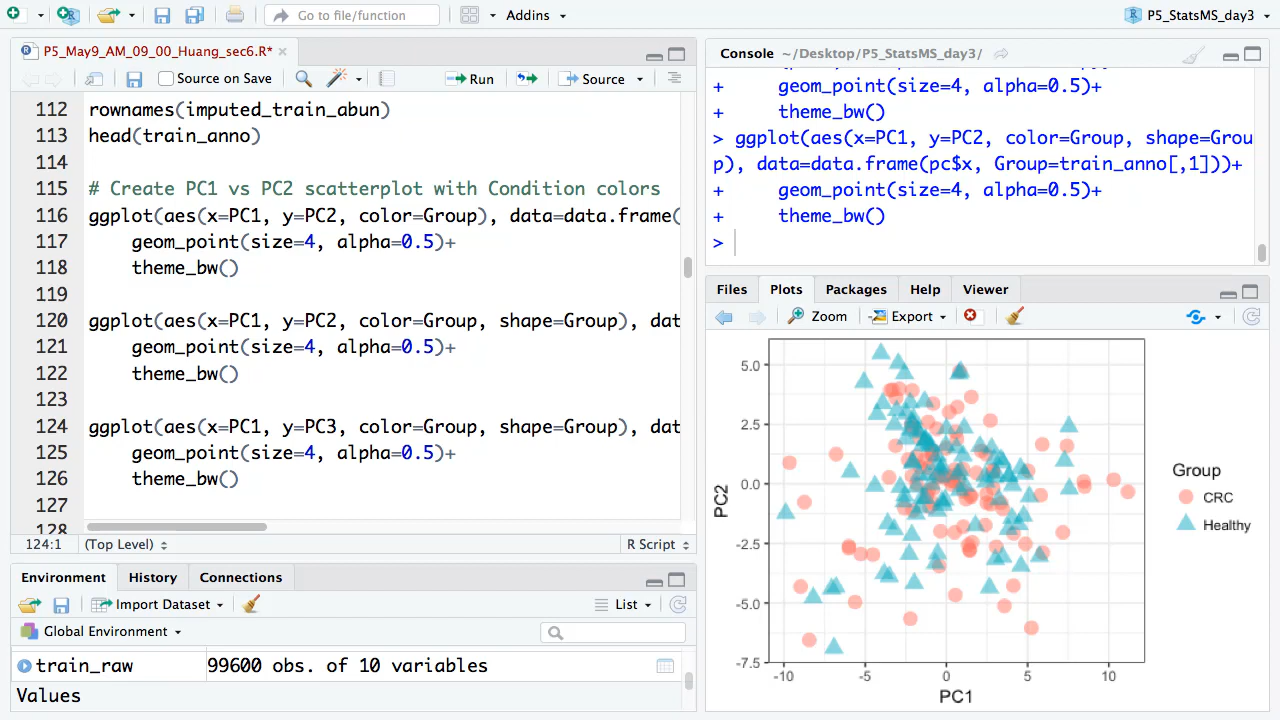 Go to file/function
Addins
P5_StatsMS_day3
P5_May9_AM_09_00_Huang_sec6.R*
Source on Save
Run
Source
112 rownames(imputed_train_abun)
113 head(train_anno)
114
115 # Create PC1 vs PC2 scatterplot with Condition colors
116 ggplot(aes(x=PC1, y=PC2, color=Group), data=data.frame(
117 geom_point(size=4, alpha=0.5)+
118 theme_bw()
119
120 ggplot(aes(x=PC1, y=PC2, color=Group, shape=Group), dat
121 geom_point(size=4, alpha=0.5)+
122 theme_bw()
123
124 ggplot(aes(x=PC1, y=PC3, color=Group, shape=Group), dat
125 geom_point(size=4, alpha=0.5)+
126 theme_bw()
127
128
124:1 (Top Level) R Script
Environment History Connections
Import Dataset List
Global Environment
train_raw 99600 obs. of 10 variables
Values
Console ~/Desktop/P5_StatsMS_day3/
+ geom_point(size=4, alpha=0.5)+
+ theme_bw()
> ggplot(aes(x=PC1, y=PC2, color=Group, shape=Grou
p), data=data.frame(pc$x, Group=train_anno[,1]))+
+ geom_point(size=4, alpha=0.5)+
+ theme_bw()
>
Files Plots Packages Help Viewer
Zoom Export
5.0
2.5
0.0
-2.5
-5.0
-7.5
PC2
-10 -5 0 5 10
PC1
Group
CRC
Healthy